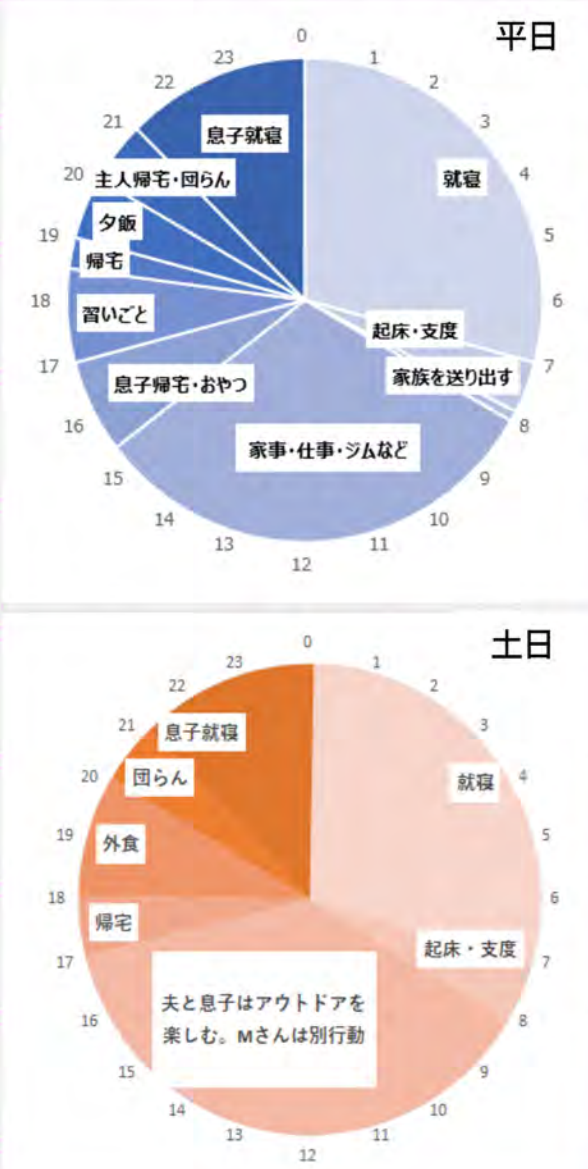 平日
0
1
2
3
4
5
6
7
8
9
10
11
12
13
14
15
16
17
18
19
20
21
22
23
就寝
起床・支度
家族を送り出す
家事・仕事・ジムなど
息子帰宅・おやつ
習いごと
帰宅
夕飯
主人帰宅・団らん
息子就寝
土日
0
1
2
3
4
5
6
7
8
9
10
11
12
13
14
15
16
17
18
19
20
21
22
23
就寝
起床・支度
夫と息子はアウトドアを
楽しむ。Mさんは別行動
帰宅
外食
団らん
息子就寝